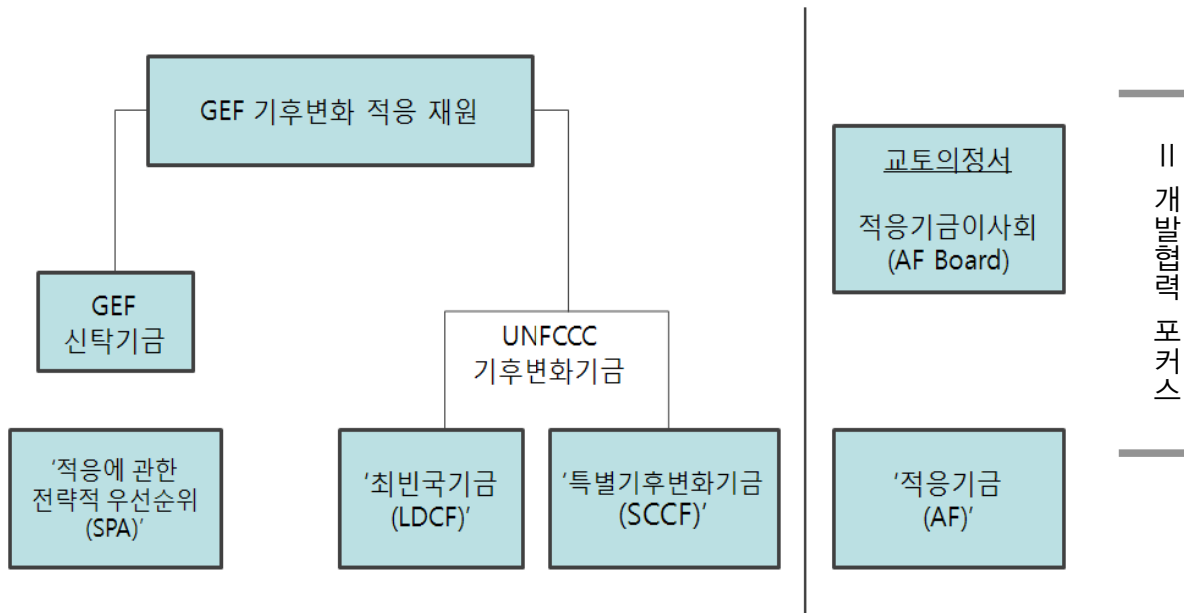 GEF 기후변화 적응 재원
GEF
신탁기금
UNFCCC
기후변화기금
‘적응에 관한
전략적 우선순위
(SPA)’
‘최빈국기금
(LDCF)’
‘특별기후변화기금
(SCCF)’
교토의정서
적응기금이사회
(AF Board)
‘적응기금
(AF)’
Ⅱ 개발협력 포커스